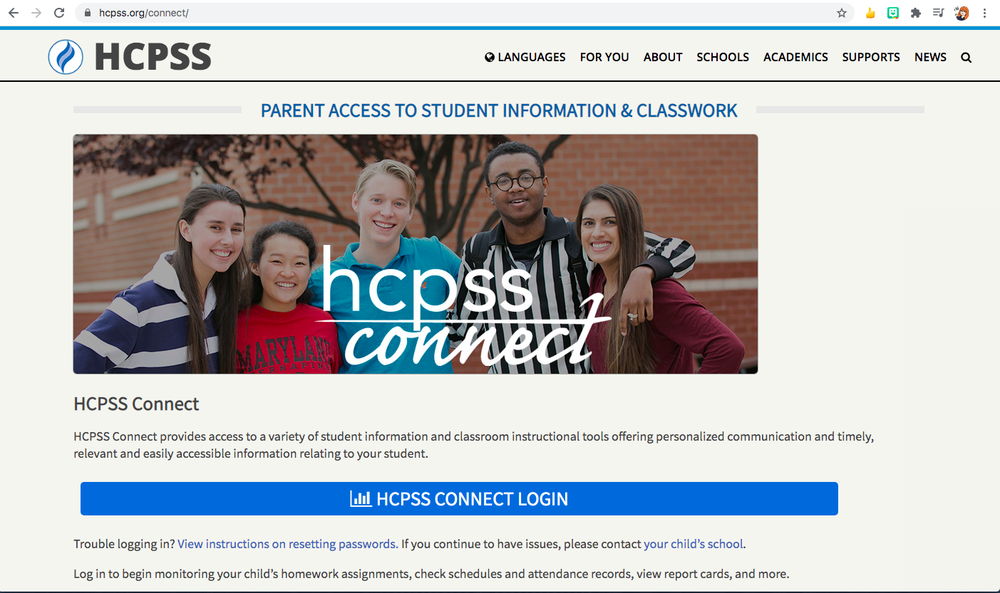 hcpss.org/connect/
HCPSS
LANGUAGES FOR YOU ABOUT SCHOOLS ACADEMICS SUPPORTS NEWS
PARENT ACCESS TO STUDENT INFORMATION & CLASSWORK
MARYLAND
TERRAPINS
hcpss
connect
HCPSS Connect
HCPSS Connect provides access to a variety of student information and classroom instructional tools offering personalized communication and timely,
relevant and easily accessible information relating to your student.
HCPSS CONNECT LOGIN
Trouble logging in? View instructions on resetting passwords. If you continue to have issues, please contact your child’s school.
Log in to begin monitoring your child’s homework assignments, check schedules and attendance records, view report cards, and more.